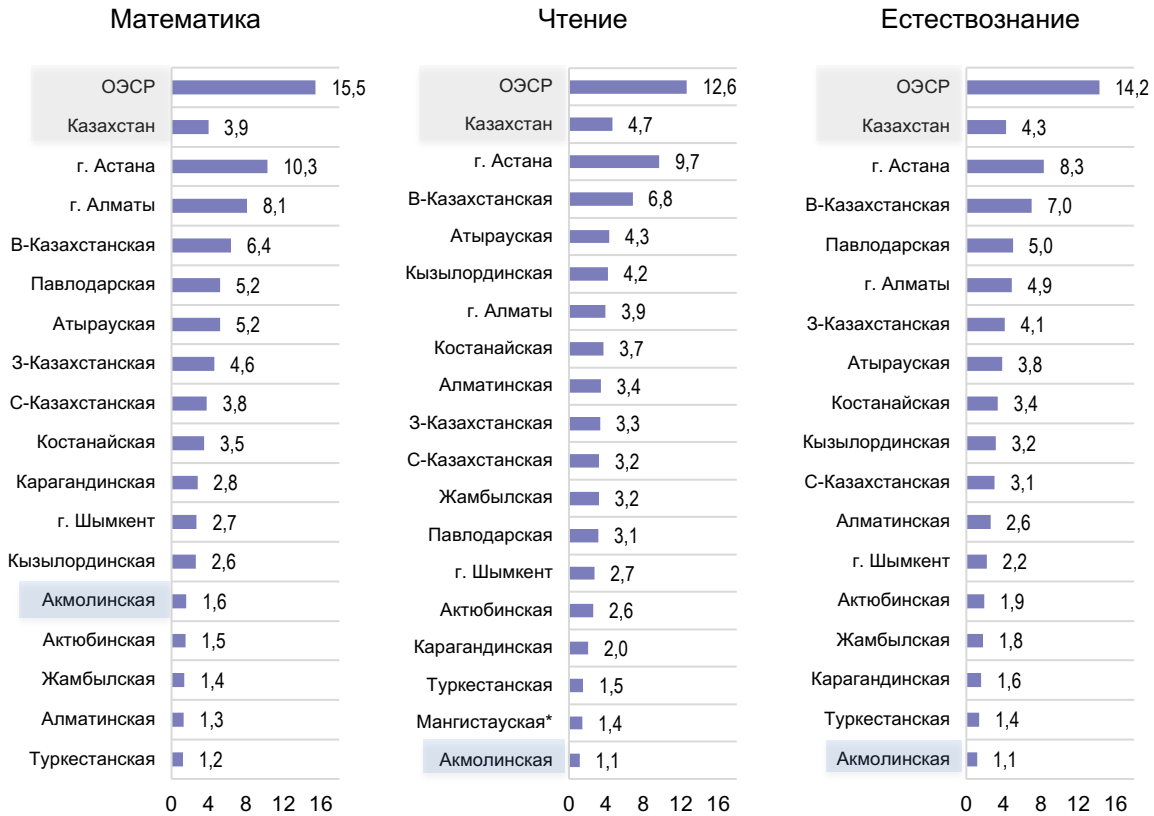 Математика
ОЭСР 15,5
Казахстан 3,9
г. Астана 10,3
г. Алматы 8,1
В-Казахстанская 6,4
Павлодарская 5,2
Атырауская 5,2
З-Казахстанская 4,6
С-Казахстанская 3,8
Костанайская 3,5
Карагандинская 2,8
г. Шымкент 2,7
Кызылординская 2,6
Акмолинская 1,6
Актюбинская 1,5
Жамбылская 1,4
Алматинская 1,3
Туркестанская 1,2
0 4 8 12 16
Чтение
ОЭСР 12,6
Казахстан 4,7
г. Астана 9,7
В-Казахстанская 6,8
Атырауская 4,3
Кызылординская 4,2
г. Алматы 3,9
Костанайская 3,7
Алматинская 3,4
З-Казахстанская 3,3
С-Казахстанская 3,2
Жамбылская 3,2
Павлодарская 3,1
г. Шымкент 2,7
Актюбинская 2,6
Карагандинская 2,0
Туркестанская 1,5
Мангистауская* 1,4
Акмолинская 1,1
0 4 8 12 16
Естествознание
ОЭСР 14,2
Казахстан 4,3
г. Астана 8,3
В-Казахстанская 7,0
Павлодарская 5,0
г. Алматы 4,9
З-Казахстанская 4,1
Атырауская 3,8
Костанайская 3,4
Кызылординская 3,2
С-Казахстанская 3,1
Алматинская 2,6
г. Шымкент 2,2
Актюбинская 1,9
Жамбылская 1,8
Карагандинская 1,6
Туркестанская 1,4
Акмолинская 1,1
0 4 8 12 16